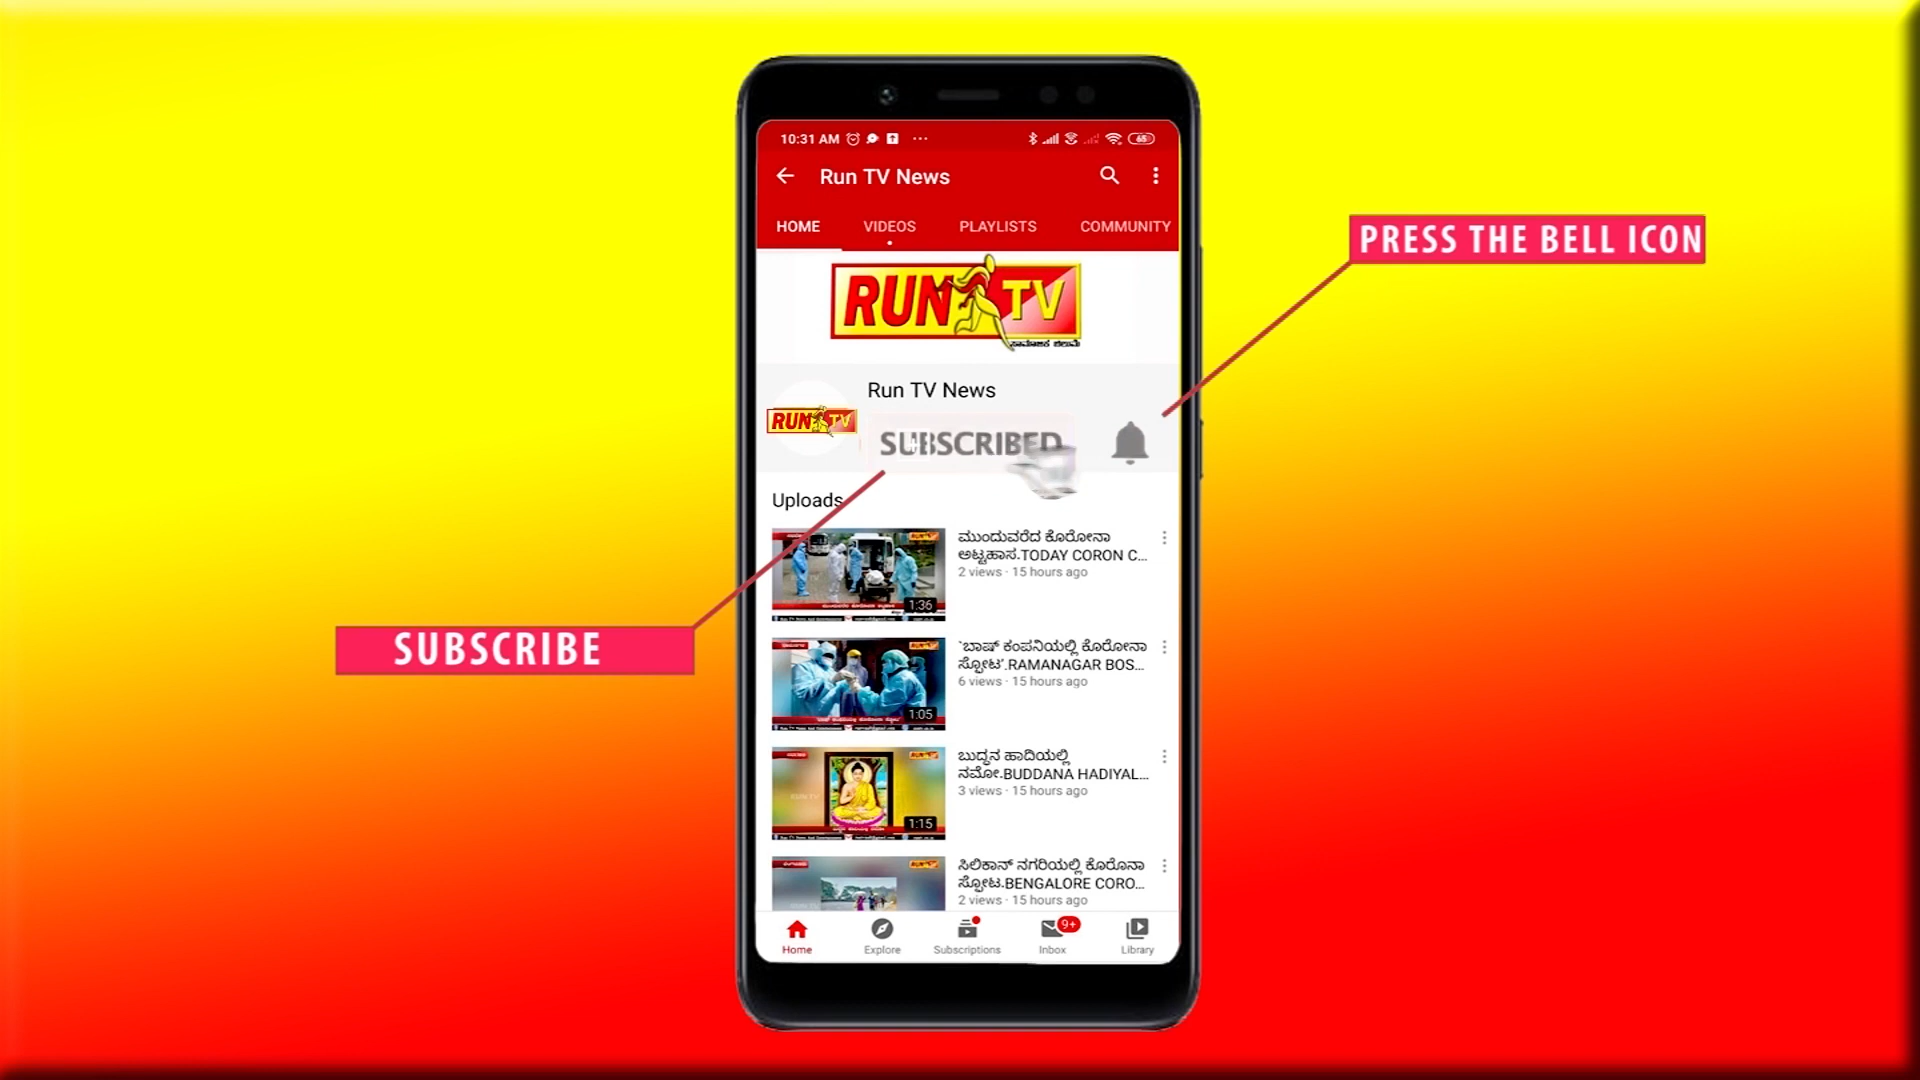 10:31 AM
65
Run TV News
HOME VIDEOS PLAYLISTS COMMUNITY
PRESS THE BELL ICON
RUN TV
ಸಾಮಾಜಿಕ ಚಿಲುಮೆ
Run TV News
RUN TV
SUBSCRIBED
Uploads
SUBSCRIBE
ಮುಂದುವರೆದ ಕೊರೋನಾ
ಅಟ್ಟಹಾಸ.TODAY CORON C...
2 views · 15 hours ago
1:36
`ಬಾಷ್ ಕಂಪನಿಯಲ್ಲಿ ಕೊರೋನಾ
ಸ್ಪೋಟ'.RAMANAGAR BOS...
6 views · 15 hours ago
1:05
ಬುದ್ಧನ ಹಾದಿಯಲ್ಲಿ
ನಮೋ.BUDDANA HADIYAL...
3 views · 15 hours ago
1:15
ಸಿಲಿಕಾನ್ ನಗರಿಯಲ್ಲಿ ಕೊರೊನಾ
ಸ್ಪೋಟ.BENGALORE CORO...
2 views · 15 hours ago
9+
Home Explore Subscriptions Inbox Library